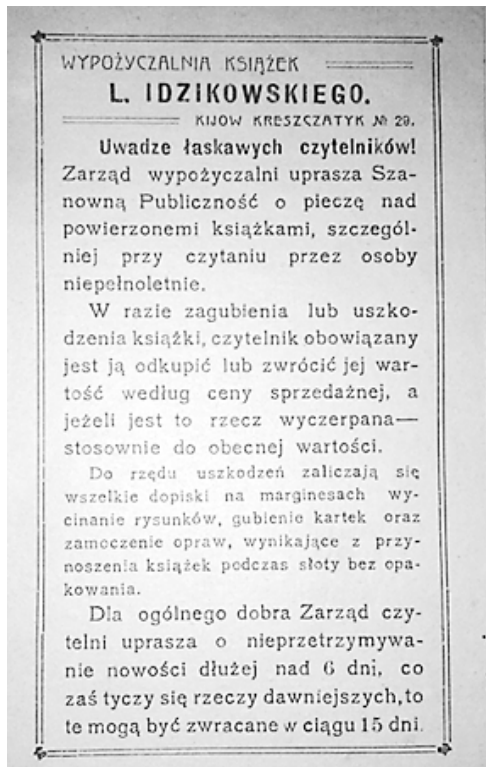 WYPOŻYCZALNIA KSIĄŻEK
L. IDZIKOWSKIEGO.
KIJOW KRESZCZATYK № 29.
Uwadze łaskawych czytelników!
Zarząd wypożyczalni uprasza Sza-
nowną Publiczność o pieczę nad
powierzonemi książkami, szczegól-
niej przy czytaniu przez osoby
niepełnoletnie.
W razie zagubienia lub uszko-
dzenia książki, czytelnik obowiązany
jest ją odkupić lub zwrócić jej war-
tość według ceny sprzedażnej, a
jeżeli jest to rzecz wyczerpana—
stosownie do obecnej wartości.
Do rzędu uszkodzeń zaliczają się
wszelkie dopiski na marginesach wy-
cinanie rysunków, gubienie kartek oraz
zamoczenie opraw, wynikające z przy-
noszenia książek podczas słoty bez opa-
kowania.
Dla ogólnego dobra Zarząd czy-
telni uprasza o nieprzetrzymywa-
nie nowości dłużej nad 6 dni, co
zaś tyczy się rzeczy dawniejszych, to
te mogą być zwracane w ciągu 15 dni.